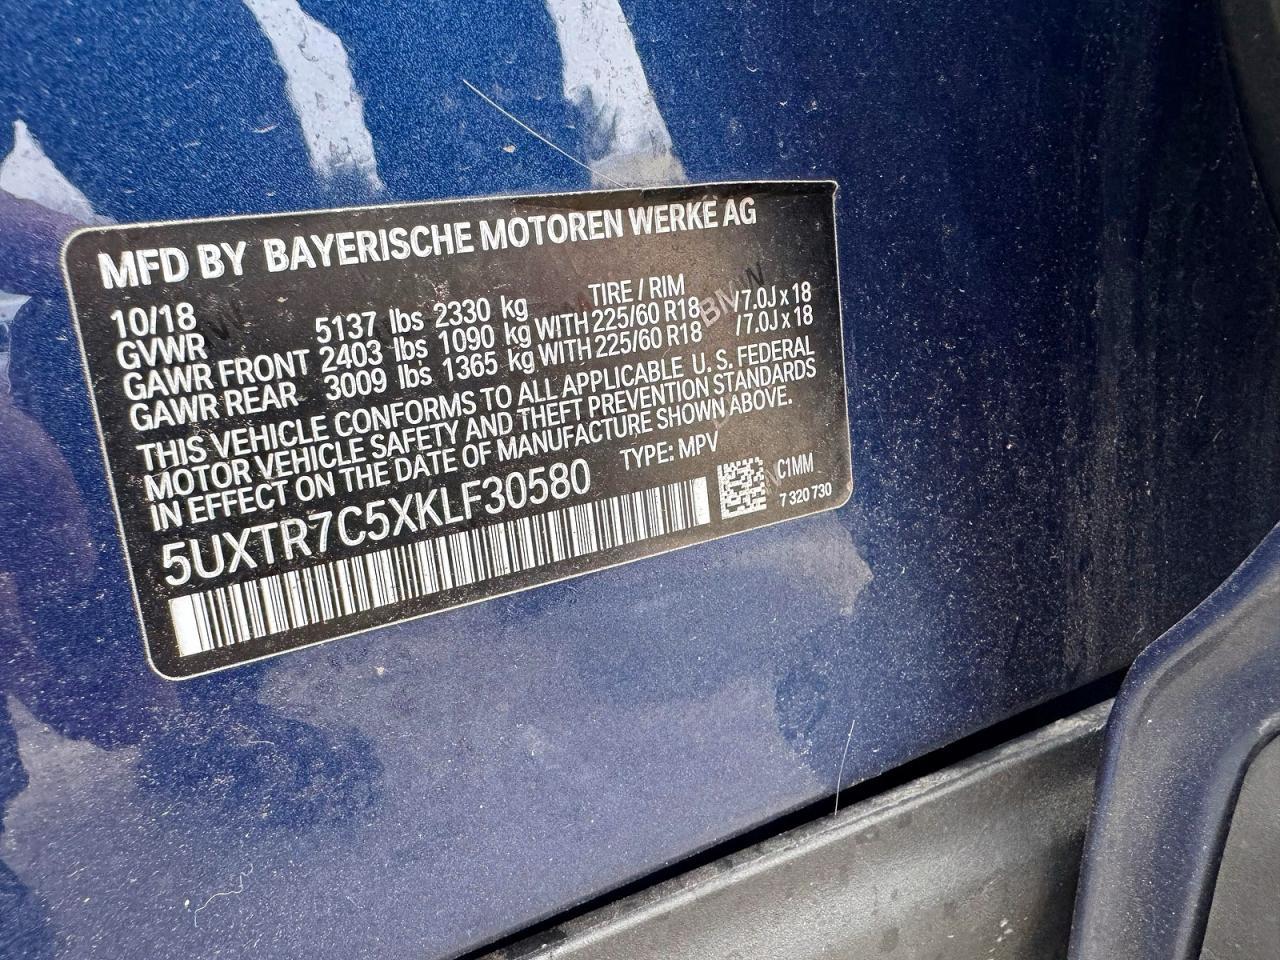 MFD BY BAYERISCHE MOTOREN WERKE AG
10/18 TIRE / RIM
GVWR 5137 lbs 2330 kg
GAWR FRONT 2403 lbs 1090 kg WITH 225/60 R18 /7.0J x 18
GAWR REAR 3009 lbs 1365 kg WITH 225/60 R18 /7.0J x 18
THIS VEHICLE CONFORMS TO ALL APPLICABLE U. S. FEDERAL
MOTOR VEHICLE SAFETY AND THEFT PREVENTION STANDARDS
IN EFFECT ON THE DATE OF MANUFACTURE SHOWN ABOVE.
5UXTR7C5XKLF30580 TYPE: MPV
C1MM
7 320 730
BMW